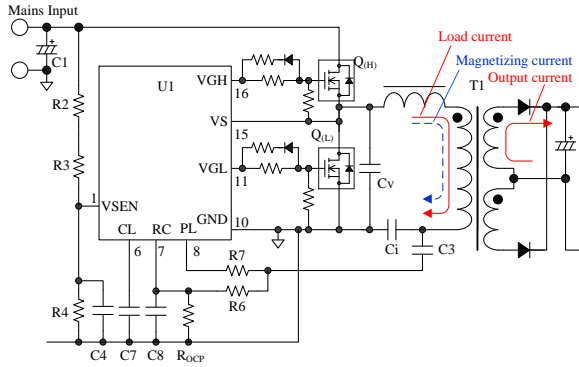 Mains Input
C1
R2
R3
R4
U1
VGH
16
VS
15
VGL
11
GND
10
1
VSEN
CL
RC
PL
6
7
8
Q(H)
Q(L)
Load current
Magnetizing current
T1
Output current
Cv
Ci
C3
R7
R6
C4
C7
C8
ROCP